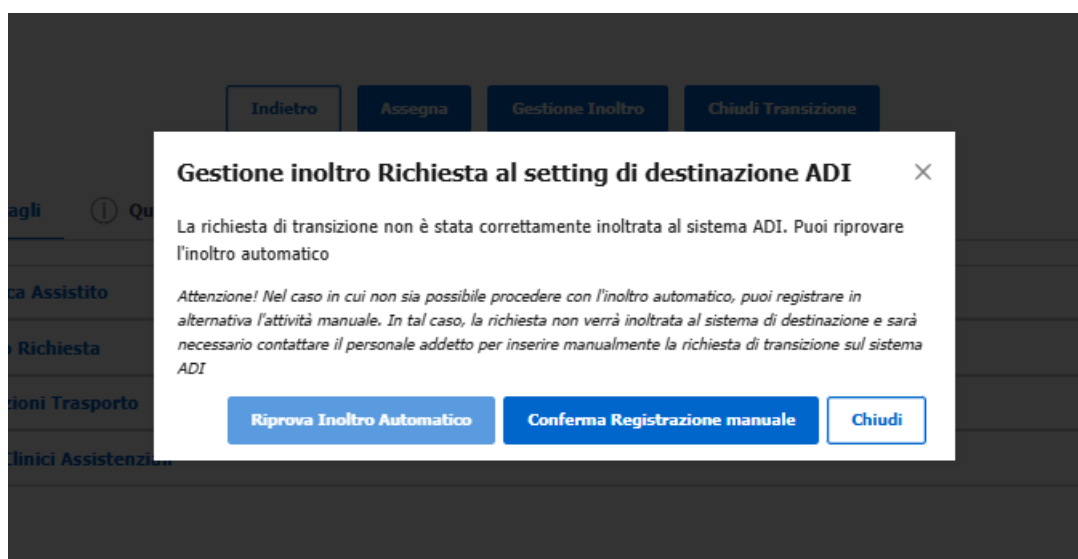 Indietro
Assegna
Gestione Inoltro
Chiudi Transizione
Gestione inoltro Richiesta al setting di destinazione ADI
agli
Qu
La richiesta di transizione non è stata correttamente inoltrata al sistema ADI. Puoi riprovare
l'inoltro automatico
ca Assistito
Attenzione! Nel caso in cui non sia possibile procedere con l'inoltro automatico, puoi registrare in
alternativa l'attività manuale. In tal caso, la richiesta non verrà inoltrata al sistema di destinazione e sarà
Richiesta
necessario contattare il personale addetto per inserire manualmente la richiesta di transizione sul sistema
ADI
zioni Trasporto
Riprova Inoltro Automatico
Conferma Registrazione manuale
Chiudi
Clinici Assistenzia